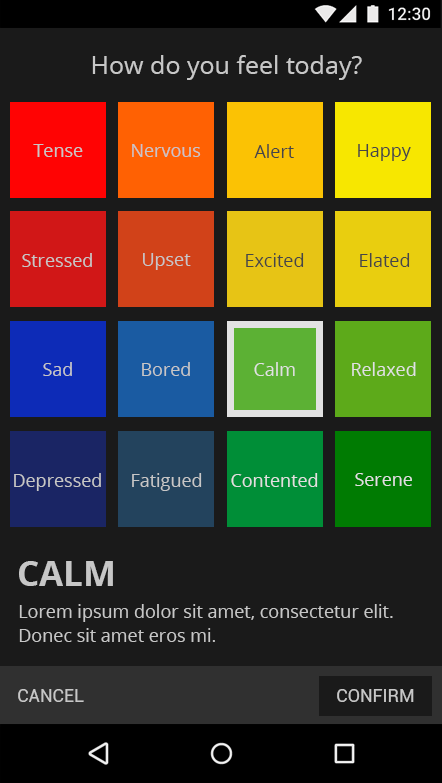 12:30
How do you feel today?
Tense Nervous Alert Happy
Stressed Upset Excited Elated
Sad Bored Calm Relaxed
Depressed Fatigued Contented Serene
CALM
Lorem ipsum dolor sit amet, consectetur elit.
Donec sit amet eros mi.
CANCEL CONFIRM